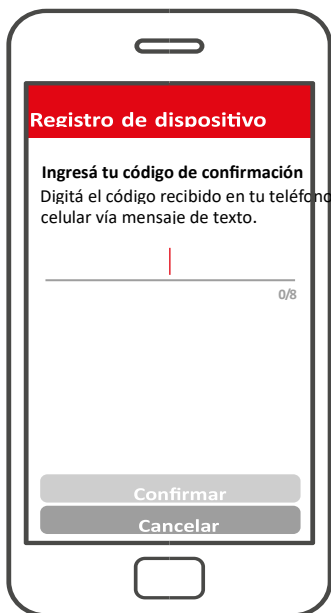 Registro de dispositivo
Ingresá tu código de confirmación
Digitá el código recibido en tu teléfono
celular vía mensaje de texto.
0/8
Confirmar
Cancelar